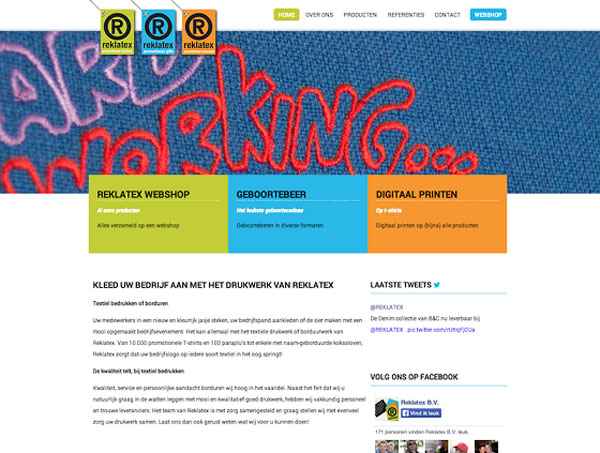 HOME OVER ONS PRODUCTEN REFERENTIES CONTACT WEBSHOP
R reklatex
R reklatex
R reklatex
ARD
WORKING...
REKLATEX WEBSHOP
Al onze producten
Alles verzameld op een webshop
GEBOORTEBEER
Het leukste geboortecadeau
Geboorteberen in diverse formaten
DIGITAAL PRINTEN
Op t-shirts
Digitaal printen op (bijna) alle producten
KLEED UW BEDRIJF AAN MET HET DRUKWERK VAN REKLATEX
Textiel bedrukken of borduren
Uw medewerkers in een nieuw en kleurrijk jasje steken, uw bedrijfspand aankleden of de sier maken met een
mooi opgemaakt bedrijfsevenement. Het kan allemaal met het textiele drukwerk of borduurwerk van
Reklatex. Van 10.000 promotionele T-shirts en 100 paraplu's tot enkele met naam-geborduurde kokssloven,
Reklatex zorgt dat uw bedrijfslogo op iedere soort textiel in het oog springt!
De kwaliteit telt, bij textiel bedrukken
Kwaliteit, service en persoonlijke aandacht borduren wij hoog in het vaandel. Naast het feit dat wij u
natuurlijk graag in de watten leggen met mooi en kwalitatief goed drukwerk, hebben wij vakkundig personeel
en trouwe leveranciers. Het team van Reklatex is met zorg samengesteld en graag stellen wij met evenveel
zorg uw drukwerk samen. Laat ons dan ook gerust weten wat wij voor u kunnen doen!
LAATSTE TWEETS
@REKLATEX
De Denim collectie van B&C nu leverbaar bij
@REKLATEX . pic.twitter.com/rUtrqFjCUa
VOLG ONS OP FACEBOOK
Reklatex B.V.
Vind ik leuk
171 personen vinden Reklatex B.V. leuk.